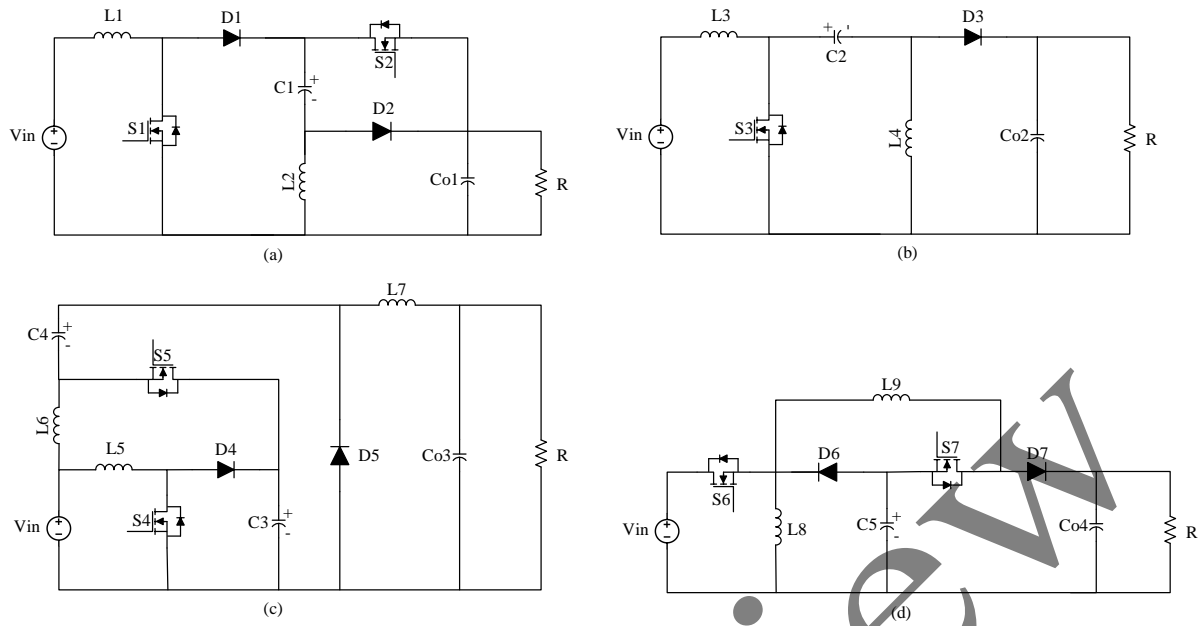 L1
D1
S2
C1
+
-
S1
D2
Vin
+
-
L2
Co1
R
(a)
L3
+
-
C2
D3
Vin
+
-
S3
L4
Co2
R
(b)
L7
C4
+
-
S5
L6
L5
D4
D5
Co3
R
Vin
+
-
S4
C3
+
-
(c)
L9
S6
D6
S7
D7
Vin
+
-
L8
C5
+
-
Co4
R
(d)
iew